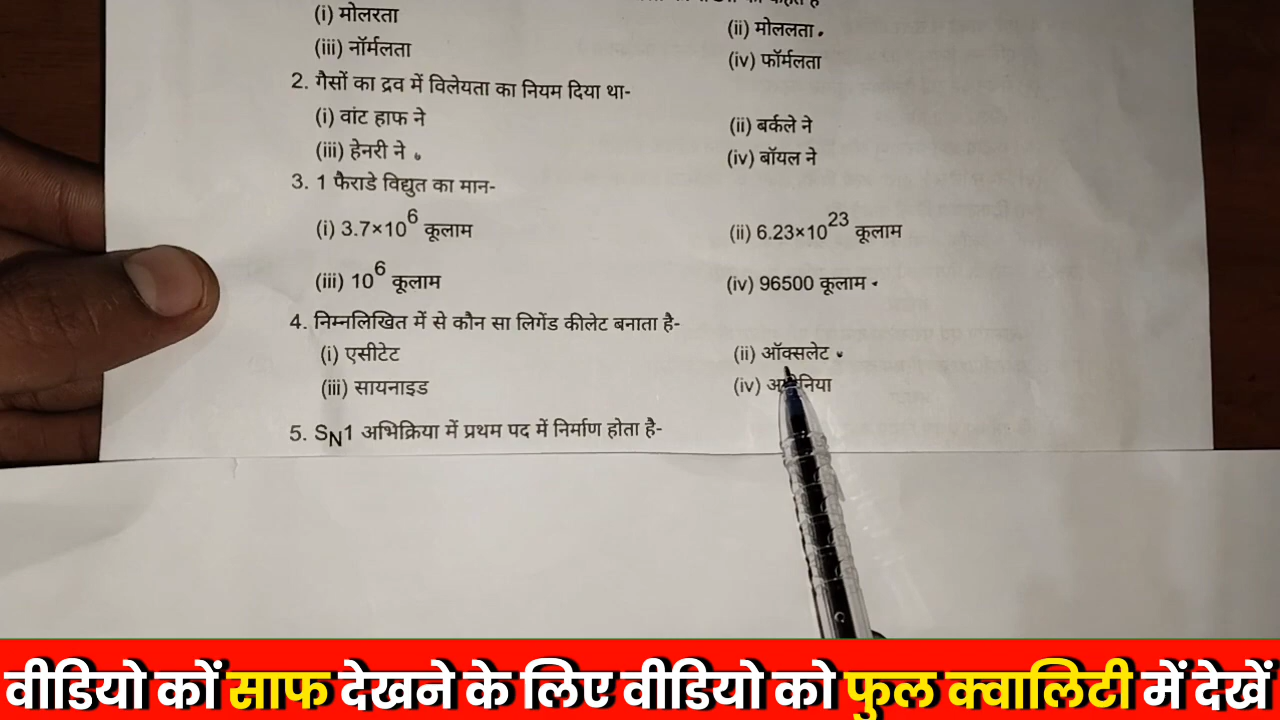 (i) मोलरता
(ii) मोललता
(iii) नॉर्मलता
(iv) फॉर्मलता
2. गैसों का द्रव में विलेयता का नियम दिया था-
(i) वांट हाफ ने
(ii) बर्कले ने
(iii) हेनरी ने
(iv) बॉयल ने
3. 1 फैराडे विद्युत का मान-
(i) 3.7×10⁶ कूलाम
(ii) 6.23×10²³ कूलाम
(iii) 10⁶ कूलाम
(iv) 96500 कूलाम
4. निम्नलिखित में से कौन सा लिगेंड कीलेट बनाता है-
(i) एसीटेट
(ii) ऑक्सलेट
(iii) सायनाइड
(iv)
5. SN1 अभिक्रिया में प्रथम पद में निर्माण होता है-
वीडियो कों साफ देखने के लिए वीडियो को फुल क्वालिटी में देखें